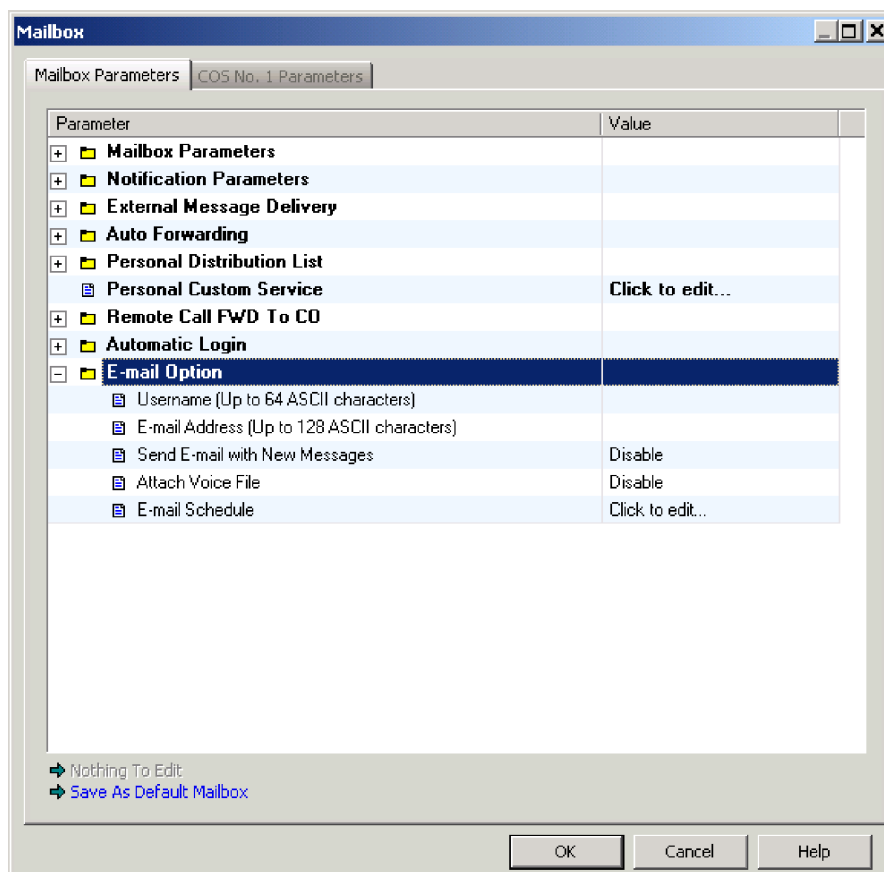 Mailbox
Mailbox Parameters COS No. 1 Parameters
Parameter Value
Mailbox Parameters
Notification Parameters
External Message Delivery
Auto Forwarding
Personal Distribution List
Personal Custom Service Click to edit...
Remote Call FWD To CO
Automatic Login
E-mail Option
Username (Up to 64 ASCII characters)
E-mail Address (Up to 128 ASCII characters)
Send E-mail with New Messages Disable
Attach Voice File Disable
E-mail Schedule Click to edit...
Nothing To Edit
Save As Default Mailbox
OK Cancel Help